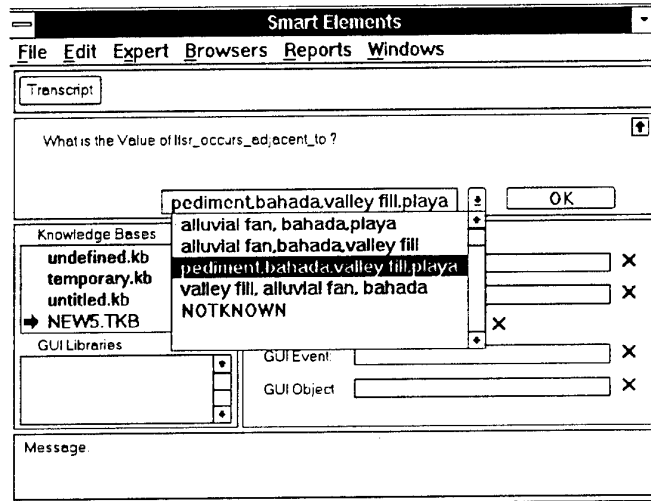 Smart Elements
File Edit Expert Browsers Reports Windows
Transcript
What is the Value of llsr_occurs_adjacent_to ?
pediment,bahada,valley fill,playa
OK
alluvial fan, bahada,playa
alluvial fan,bahada,valley fill
pediment,bahada,valley fill,playa
valley fill, alluvial fan, bahada
NOTKNOWN
Knowledge Bases
undefined.kb
temporary.kb
untitled.kb
NEW5.TKB
GUI Libraries
GUI Event:
GUI Object
Message.